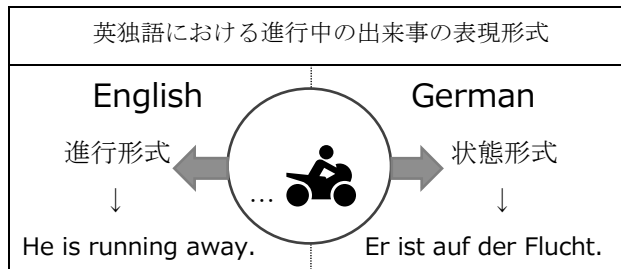 英独語における進行中の出来事の表現形式
English
German
進行形式
状態形式
↓
↓
...
He is running away.
Er ist auf der Flucht.